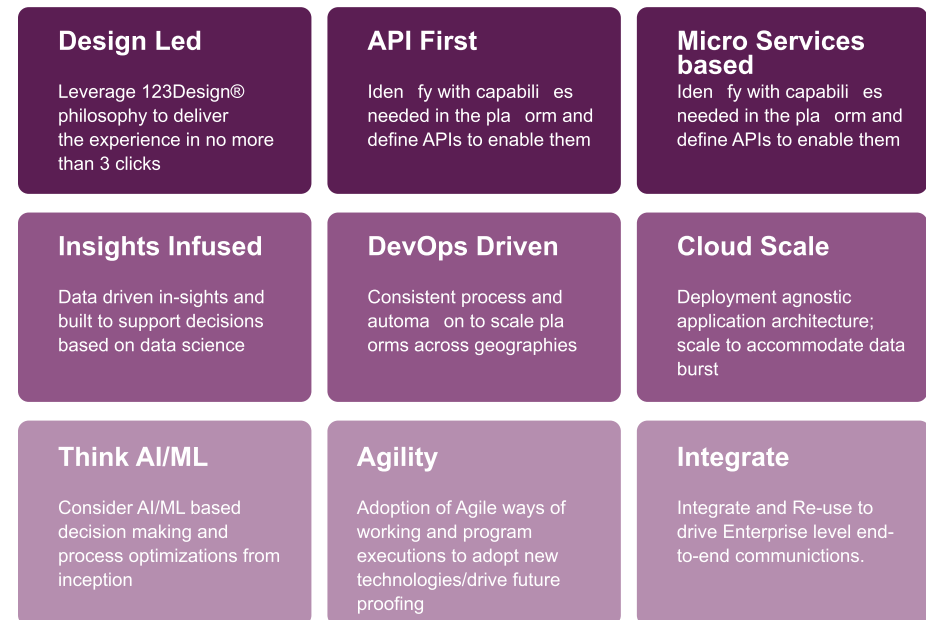 Design Led
Leverage 123Design®
philosophy to deliver
the experience in no more
than 3 clicks
API First
Iden fy with capabili es
needed in the pla orm and
define APIs to enable them
Micro Services
based
Iden fy with capabili es
needed in the pla orm and
define APIs to enable them
Insights Infused
Data driven in-sights and
built to support decisions
based on data science
DevOps Driven
Consistent process and
automa on to scale pla
orms across geographies
Cloud Scale
Deployment agnostic
application architecture;
scale to accommodate data
burst
Think AI/ML
Consider AI/ML based
decision making and
process optimizations from
inception
Agility
Adoption of Agile ways of
working and program
executions to adopt new
technologies/drive future
proofing
Integrate
Integrate and Re-use to
drive Enterprise level end-
to-end communictions.